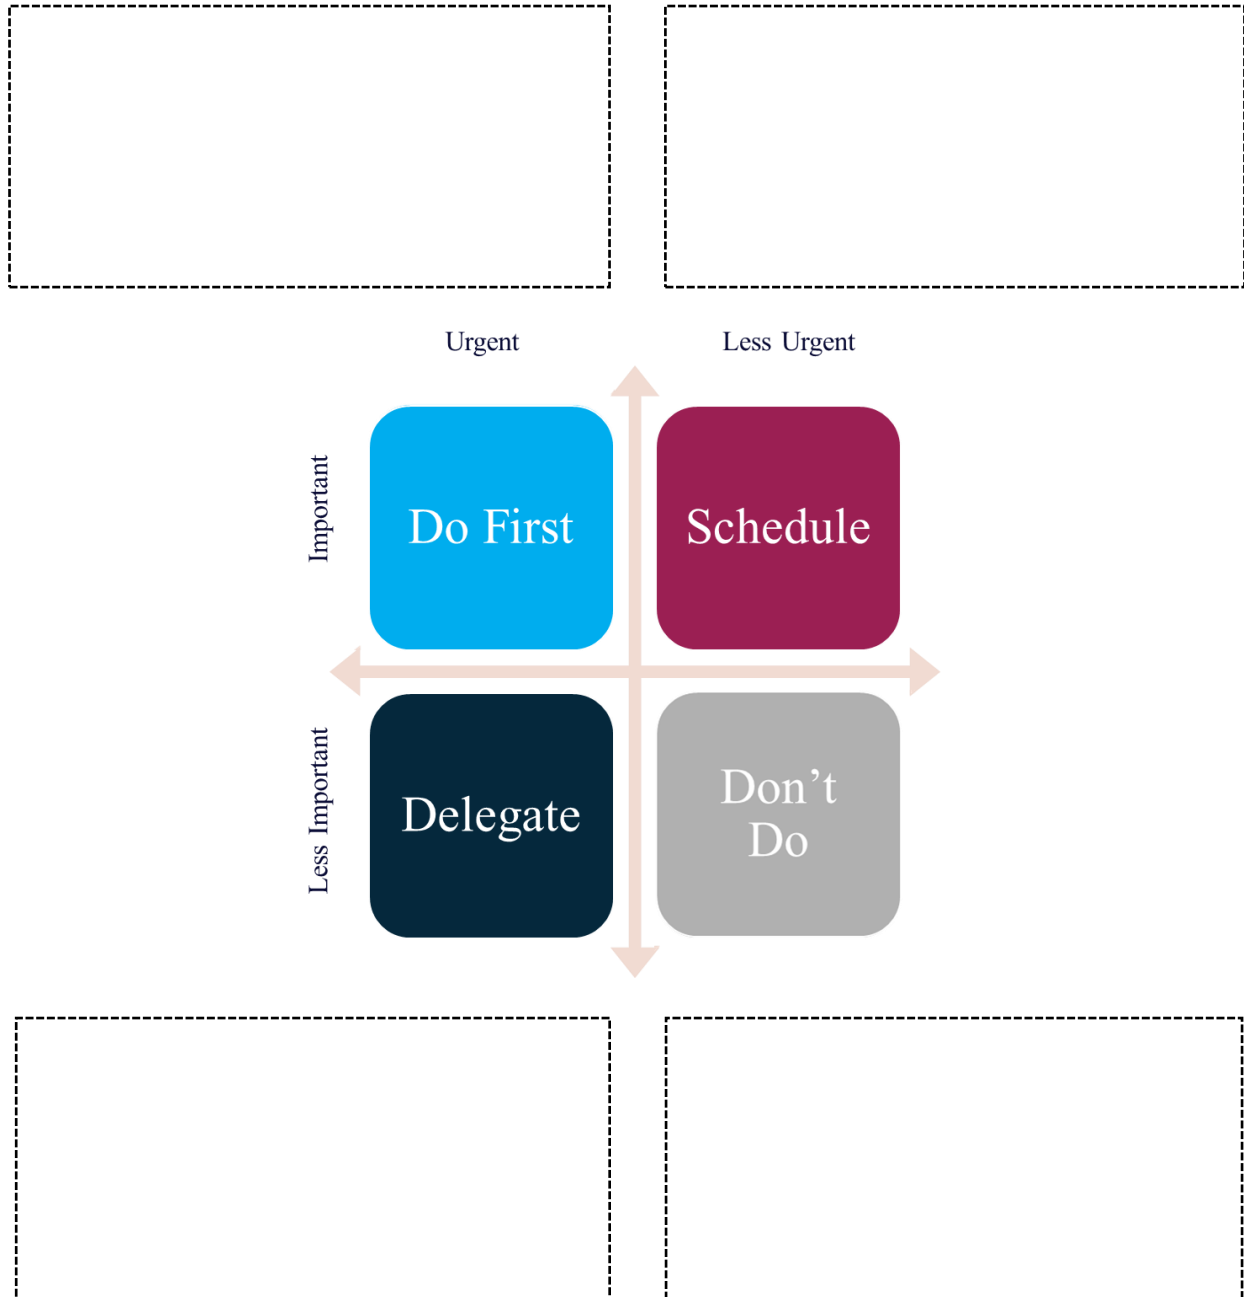 Urgent
Less Urgent
Important
Do First
Schedule
Less Important
Delegate
Don’t
Do